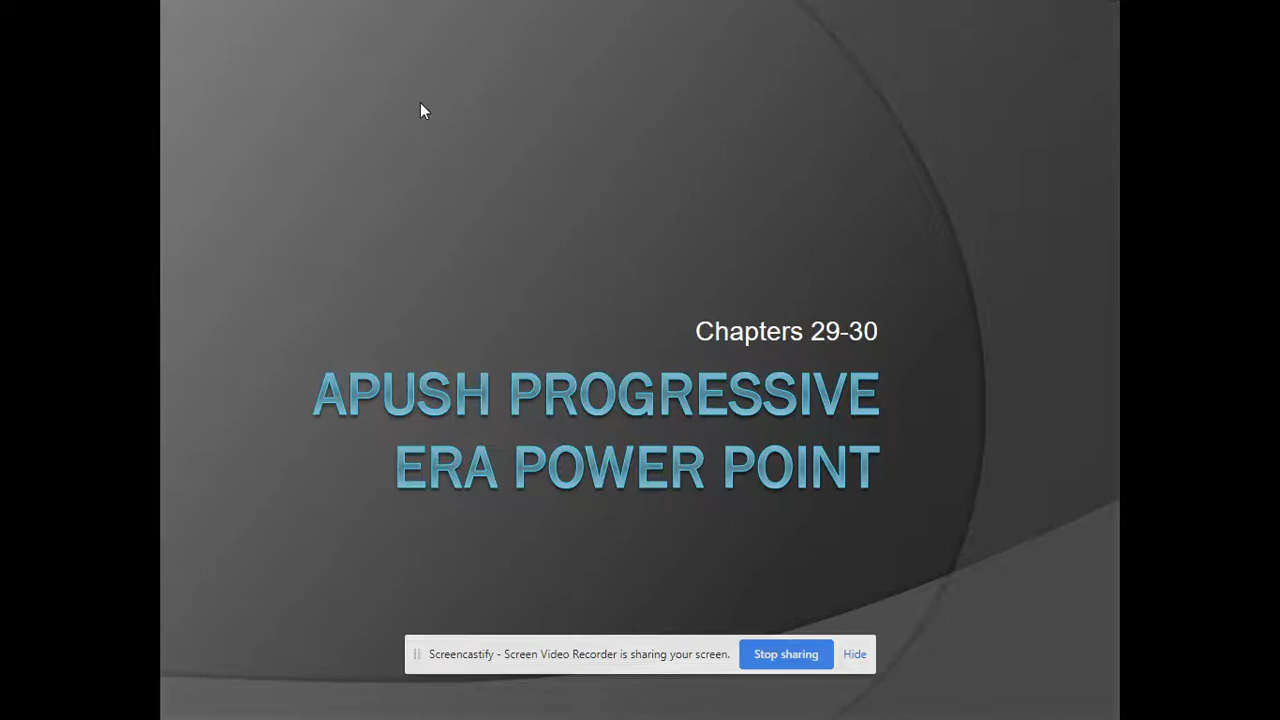 Chapters 29-30
APUSH PROGRESSIVE
ERA POWER POINT
Screencastify - Screen Video Recorder is sharing your screen. Stop sharing Hide